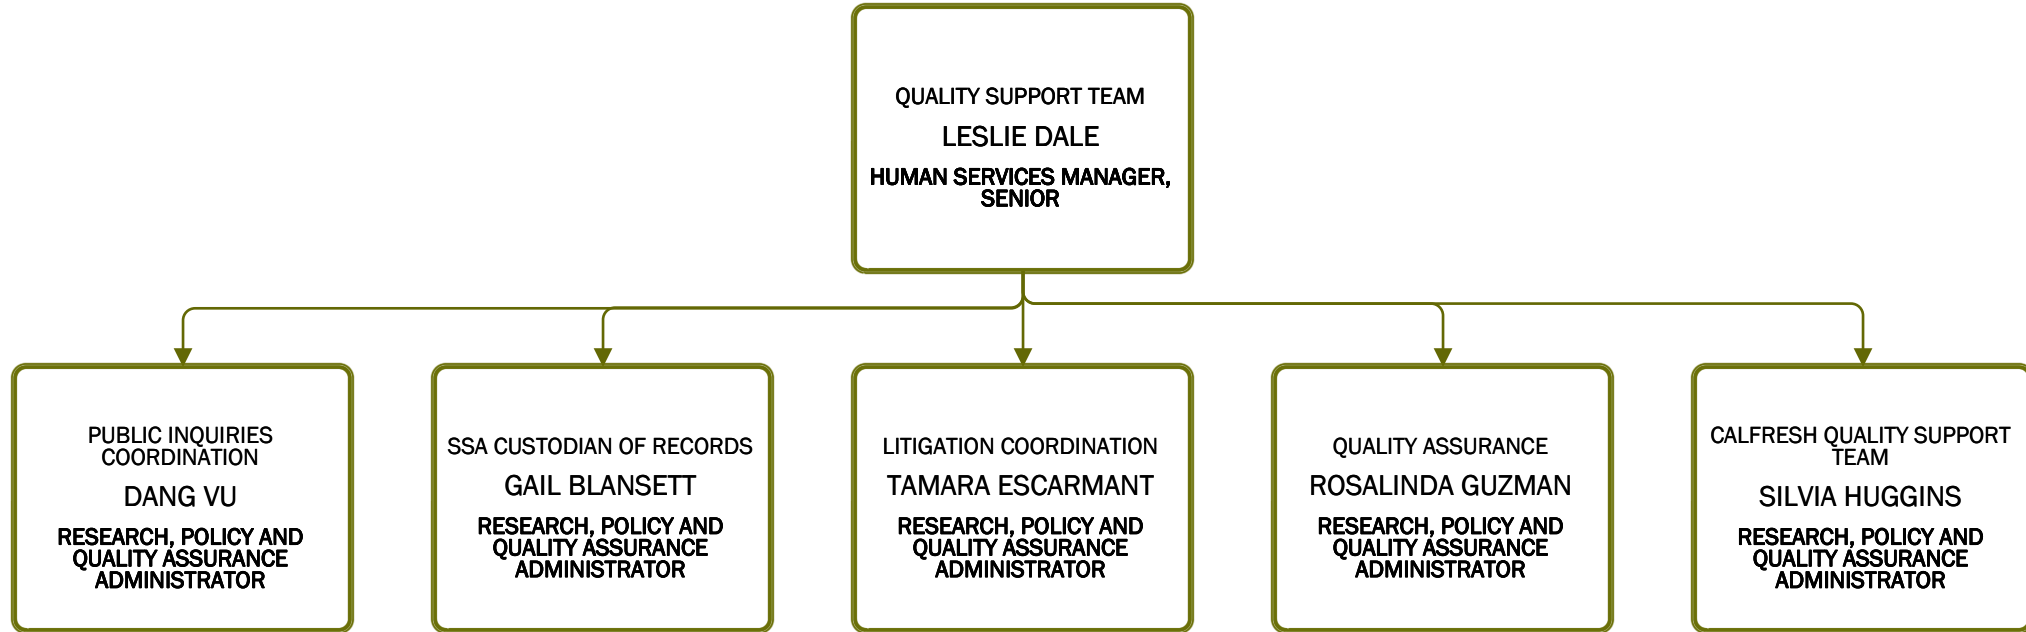 QUALITY SUPPORT TEAM
LESLIE DALE
HUMAN SERVICES MANAGER,
SENIOR
PUBLIC INQUIRIES
COORDINATION
DANG VU
RESEARCH, POLICY AND
QUALITY ASSURANCE
ADMINISTRATOR
SSA CUSTODIAN OF RECORDS
GAIL BLANSETT
RESEARCH, POLICY AND
QUALITY ASSURANCE
ADMINISTRATOR
LITIGATION COORDINATION
TAMARA ESCARMANT
RESEARCH, POLICY AND
QUALITY ASSURANCE
ADMINISTRATOR
QUALITY ASSURANCE
ROSALINDA GUZMAN
RESEARCH, POLICY AND
QUALITY ASSURANCE
ADMINISTRATOR
CALFRESH QUALITY SUPPORT
TEAM
SILVIA HUGGINS
RESEARCH, POLICY AND
QUALITY ASSURANCE
ADMINISTRATOR